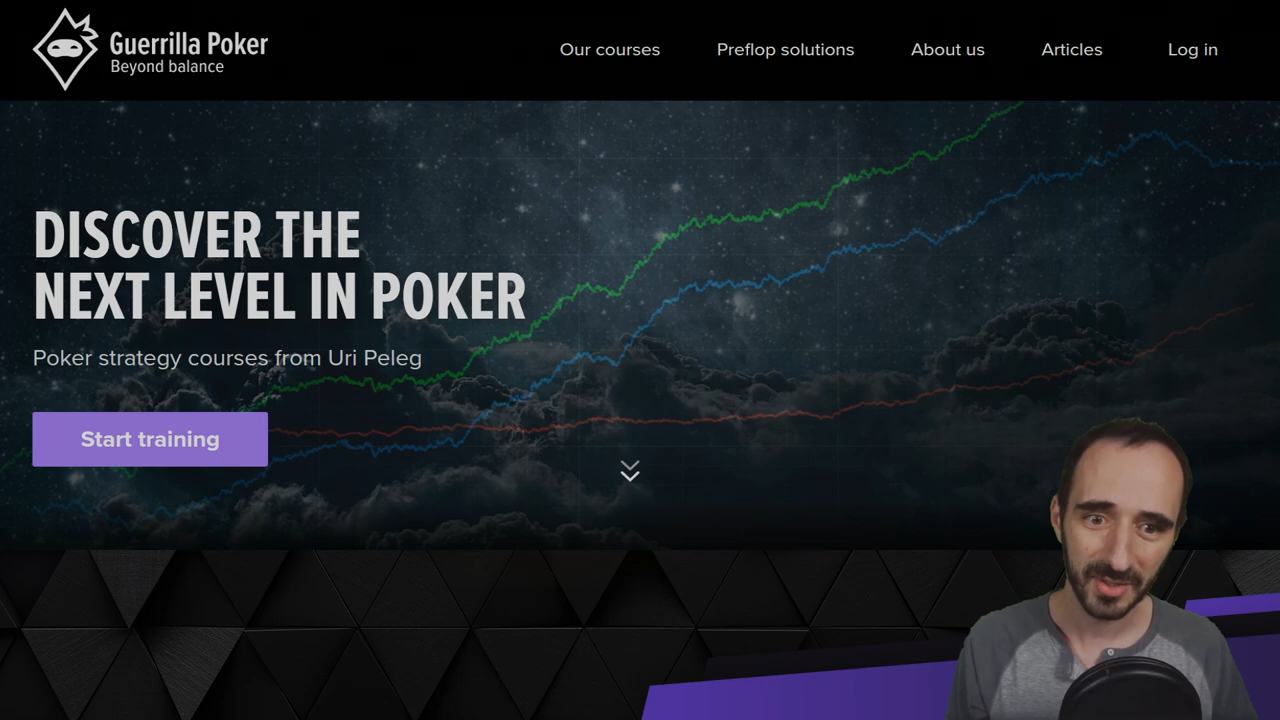 Guerrilla Poker
Beyond balance
Our courses
Preflop solutions
About us
Articles
Log in
DISCOVER THE
NEXT LEVEL IN POKER
Poker strategy courses from Uri Peleg
Start training